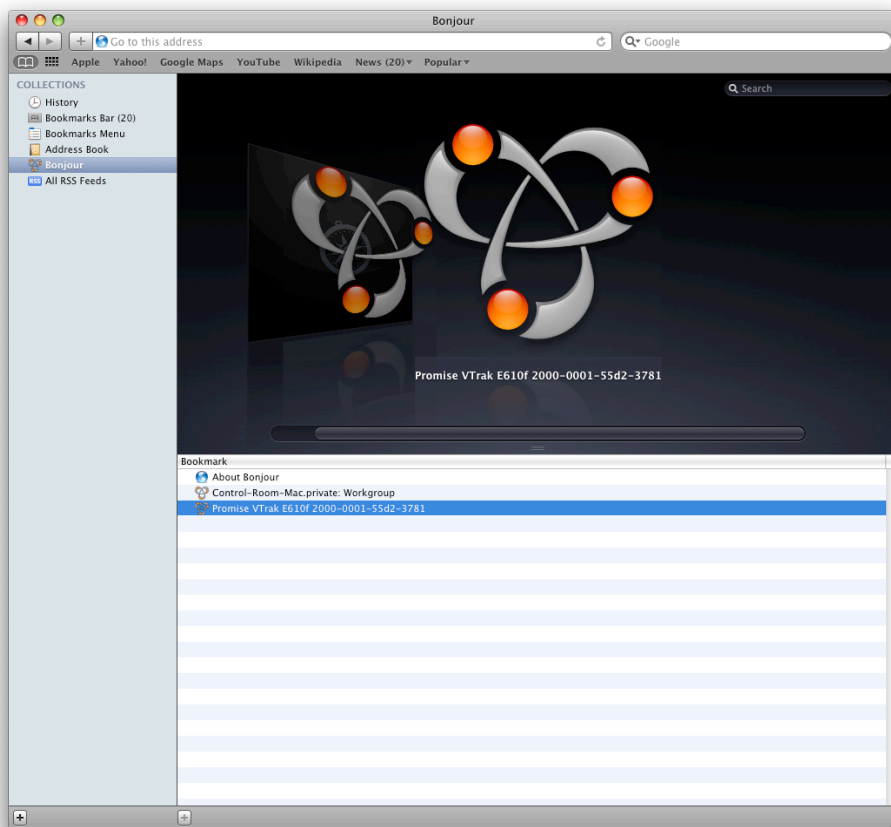 Bonjour
Go to this address
Google
Apple Yahoo! Google Maps YouTube Wikipedia News (20) Popular
COLLECTIONS
History
Bookmarks Bar (20)
Bookmarks Menu
Address Book
Bonjour
RSS All RSS Feeds
Search
Promise VTrak E610f 2000-0001-55d2-3781
Bookmark
About Bonjour
Control-Room-Mac.private: Workgroup
Promise VTrak E610f 2000-0001-55d2-3781